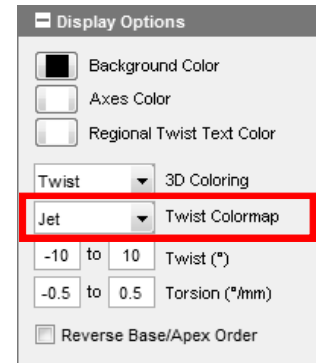 Display Options
Background Color
Axes Color
Regional Twist Text Color
Twist 3D Coloring
Jet Twist Colormap
-10 to 10 Twist (°)
-0.5 to 0.5 Torsion (°/mm)
Reverse Base/Apex Order